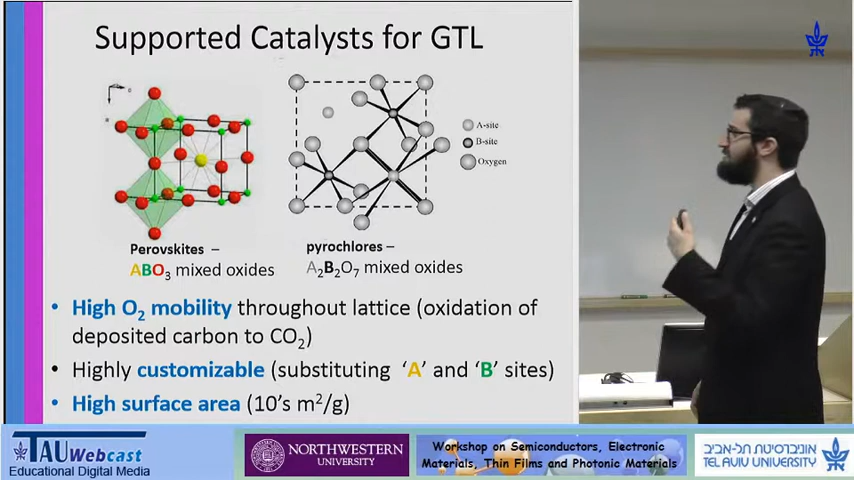 Supported Catalysts for GTL
A-site
B-site
Oxygen
Perovskites –
ABO3 mixed oxides
pyrochlores –
A2B2O7 mixed oxides
• High O2 mobility throughout lattice (oxidation of
deposited carbon to CO2)
• Highly customizable (substituting 'A' and 'B' sites)
• High surface area (10's m2/g)
TAU Webcast
Educational Digital Media
NORTHWESTERN
UNIVERSITY
Workshop on Semiconductors, Electronic
Materials, Thin Films and Photonic Materials
אוניברסיטת תל-אביב
TEL AVIV UNIVERSITY